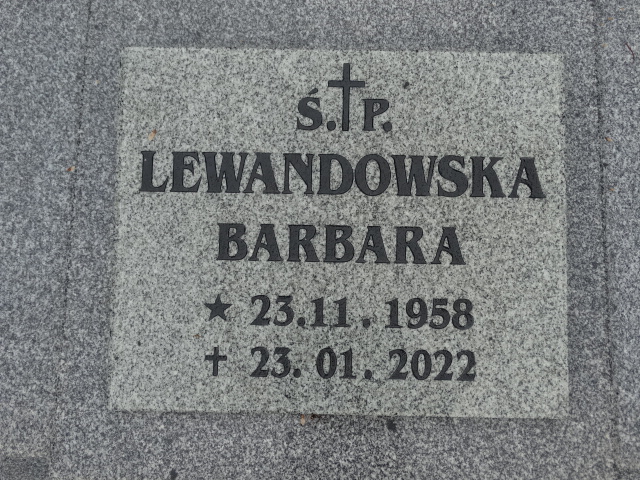 Ś. P.
LEWANDOWSKA
BARBARA
★ 23.11.1958
✝ 23.01.2022